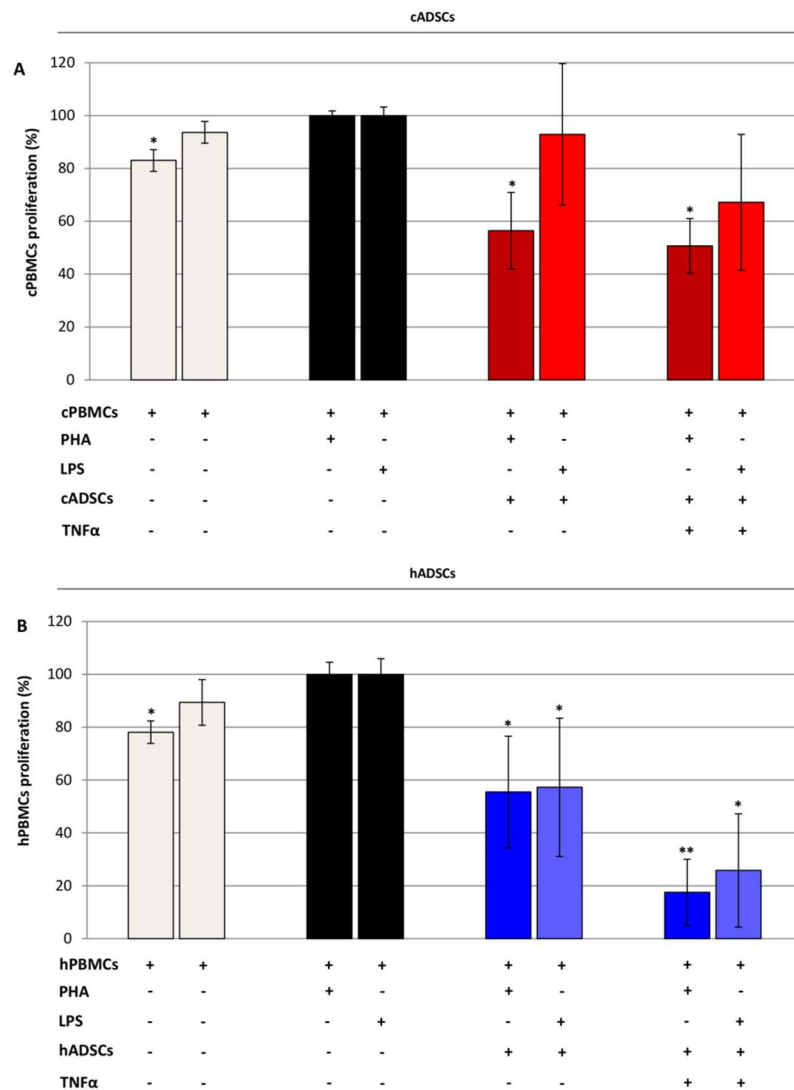 cADSCs
A
120
100
80
60
40
20
0
cPBMCs proliferation (%)
* * *
cPBMCs + + + + + + + +
PHA - - + - + - + -
LPS - - - + - + - +
cADSCs - - - - + + + +
TNFα - - - - - - + +
hADSCs
B
120
100
80
60
40
20
0
hPBMCs proliferation (%)
* * * ** *
hPBMCs + + + + + + + +
PHA - - + - + - + -
LPS - - - + - + - +
hADSCs - - - - + + + +
TNFα - - - - - - + +